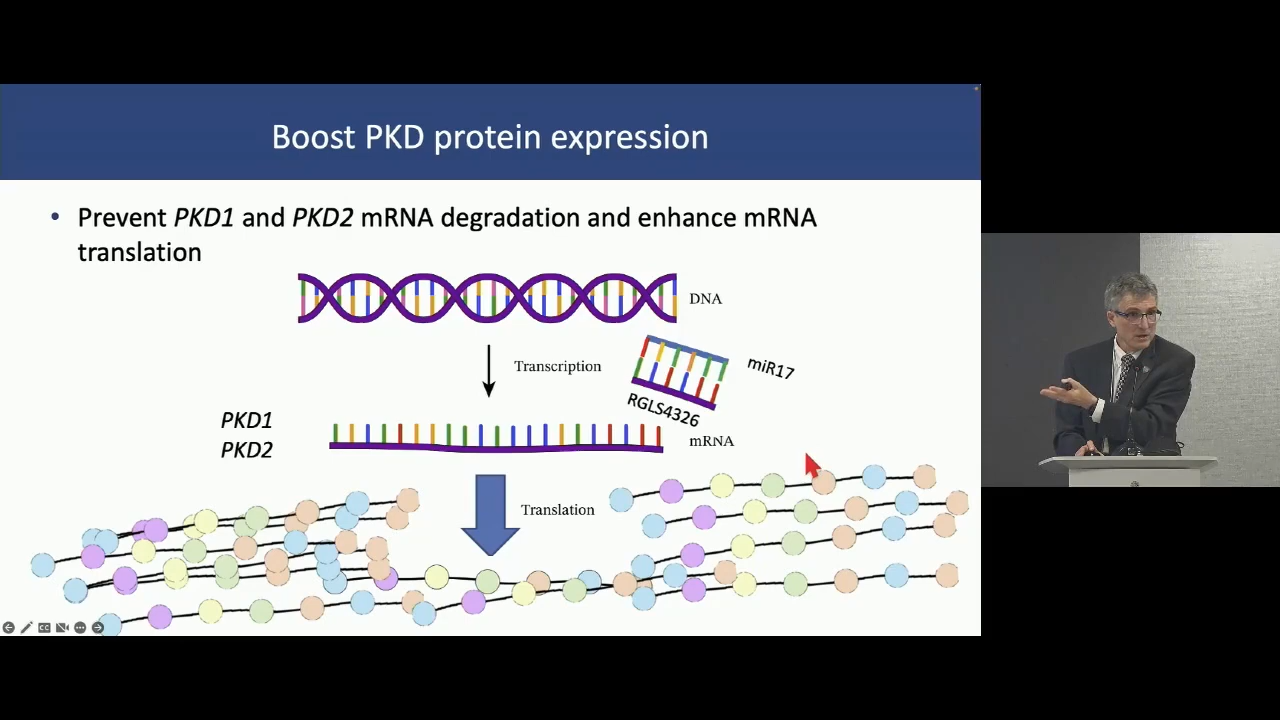 Boost PKD protein expression
• Prevent PKD1 and PKD2 mRNA degradation and enhance mRNA
translation
DNA
Transcription
miR17
RGLS4326
PKD1
mRNA
PKD2
Translation